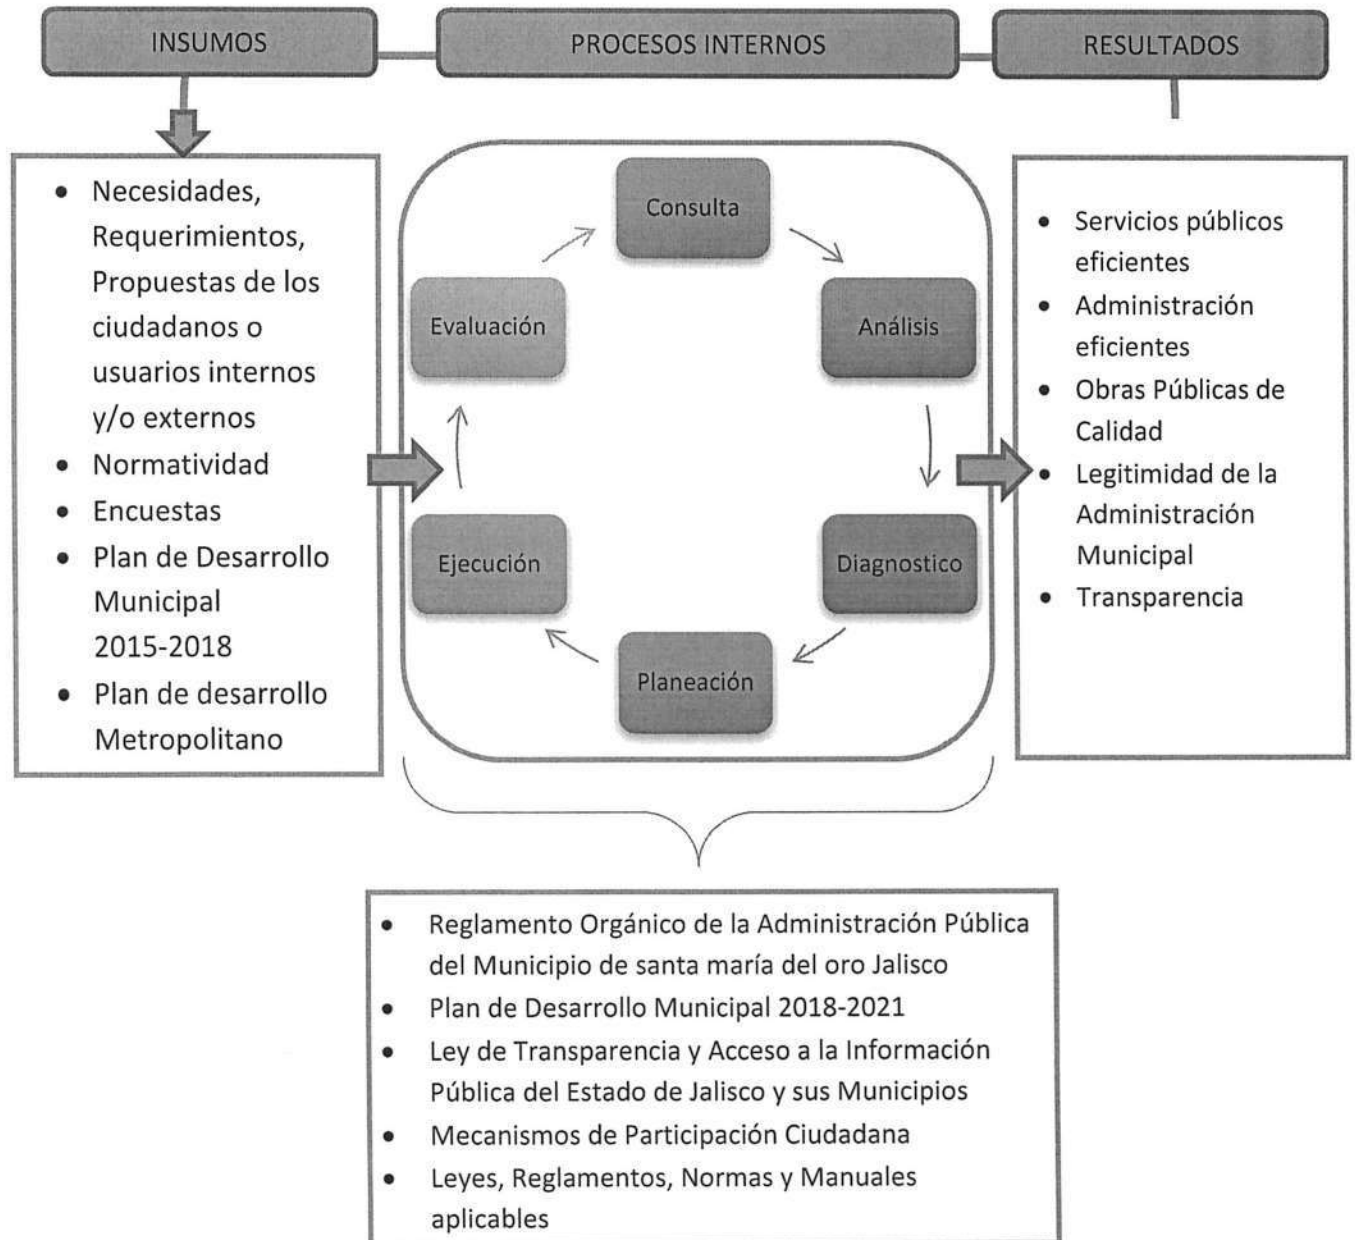 INSUMOS
PROCESOS INTERNOS
RESULTADOS
• Necesidades,
Requerimientos,
Propuestas de los
ciudadanos o
usuarios internos
y/o externos
• Normatividad
• Encuestas
• Plan de Desarrollo
Municipal
2015-2018
• Plan de desarrollo
Metropolitano
Consulta
Análisis
Diagnostico
Planeación
Ejecución
Evaluación
• Servicios públicos
eficientes
• Administración
eficientes
• Obras Públicas de
Calidad
• Legitimidad de la
Administración
Municipal
• Transparencia
• Reglamento Orgánico de la Administración Pública
del Municipio de santa maría del oro Jalisco
• Plan de Desarrollo Municipal 2018-2021
• Ley de Transparencia y Acceso a la Información
Pública del Estado de Jalisco y sus Municipios
• Mecanismos de Participación Ciudadana
• Leyes, Reglamentos, Normas y Manuales
aplicables